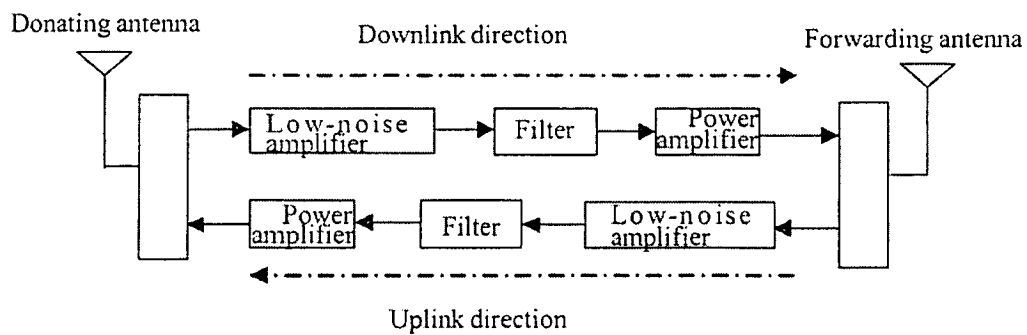 Donating antenna
Downlink direction
Forwarding antenna
Low-noise
amplifier
Filter
Power
amplifier
Power
amplifier
Filter
Low-noise
amplifier
Uplink direction